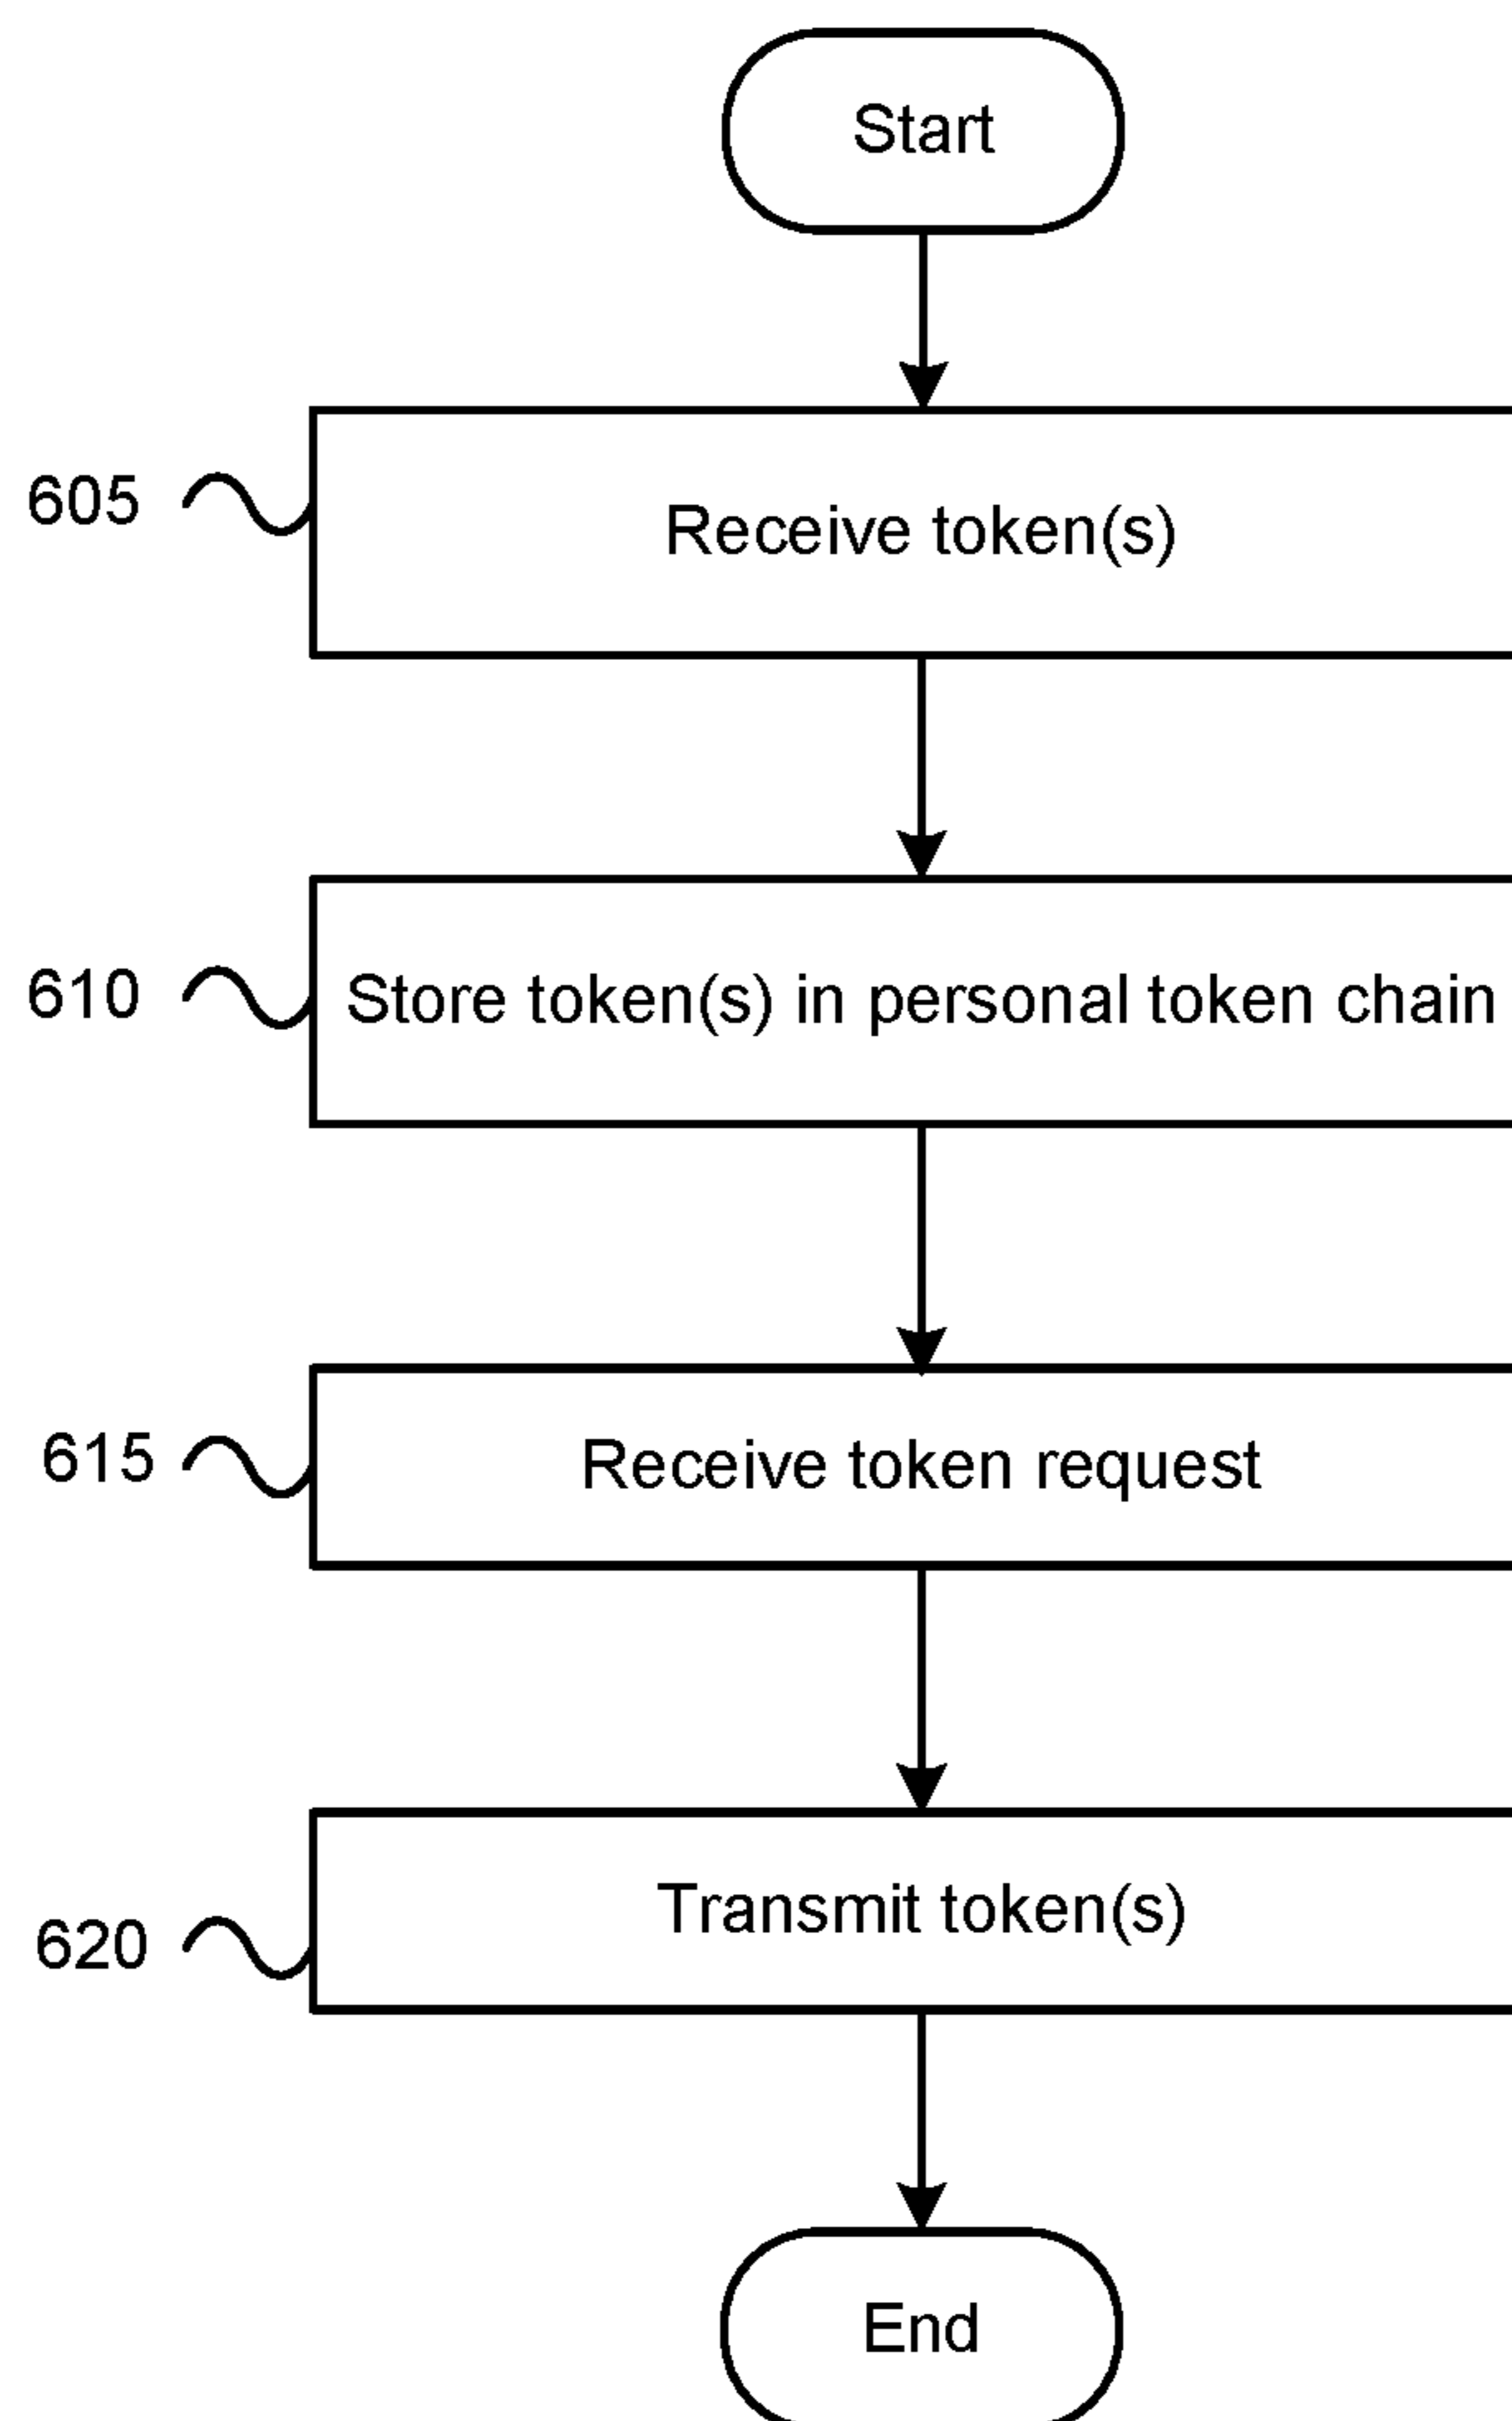 Start
605
Receive token(s)
610
Store token(s) in personal token chain
615
Receive token request
620
Transmit token(s)
End